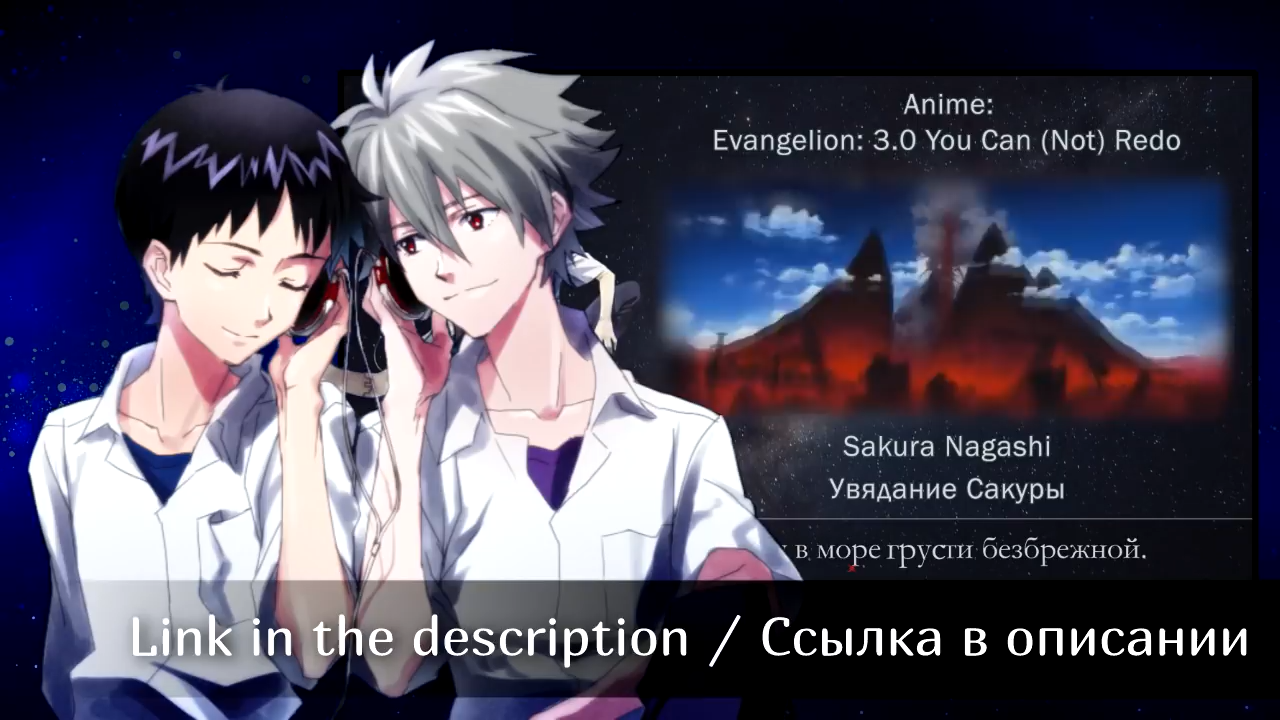 Anime:
Evangelion: 3.0 You Can (Not) Redo
Sakura Nagashi
Увядание Сакуры
в море грусти безбрежной.
Link in the description / Ссылка в описании